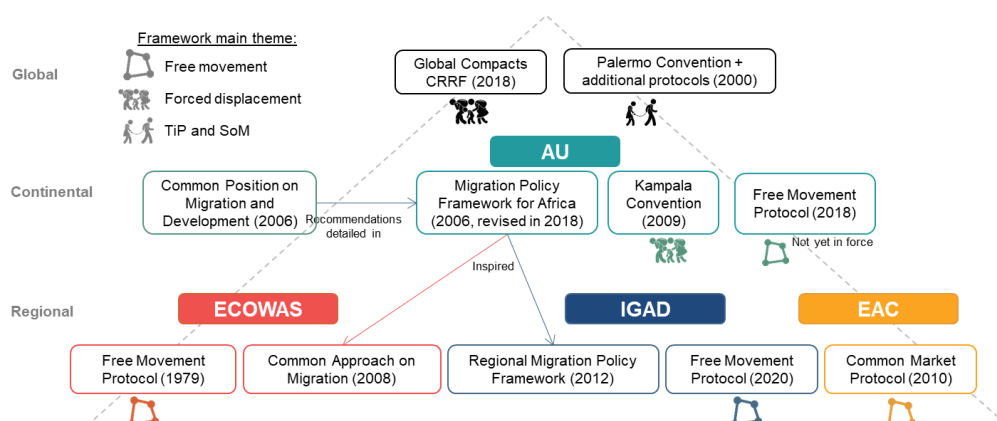 Framework main theme:
Free movement
Forced displacement
TiP and SoM
Global
Global Compacts
CRRF (2018)
Palermo Convention +
additional protocols (2000)
AU
Continental
Common Position on
Migration and
Development (2006)
Recommendations
detailed in
Migration Policy
Framework for Africa
(2006, revised in 2018)
Kampala
Convention
(2009)
Free Movement
Protocol (2018)
Not yet in force
Inspired
Regional
ECOWAS
IGAD
EAC
Free Movement
Protocol (1979)
Common Approach on
Migration (2008)
Regional Migration Policy
Framework (2012)
Free Movement
Protocol (2020)
Common Market
Protocol (2010)